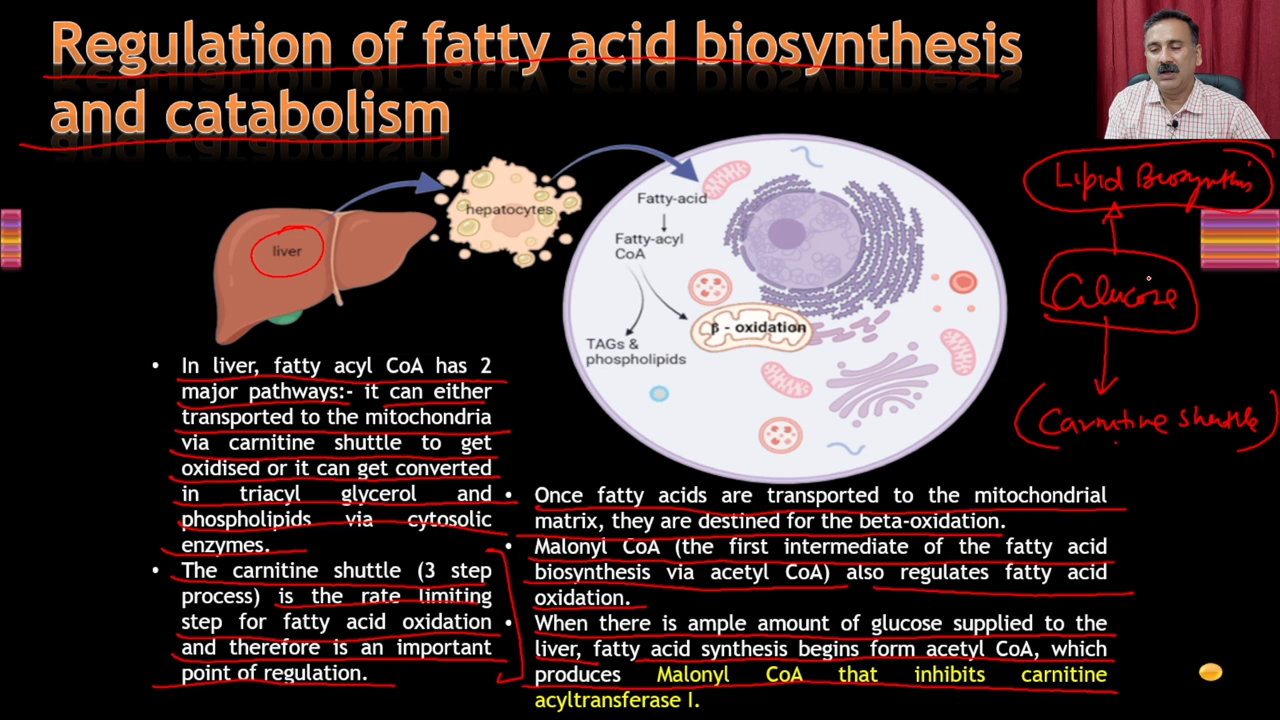 Regulation of fatty acid biosynthesis
and catabolism
liver
hepatocytes
Fatty-acid
Fatty-acyl
CoA
β - oxidation
TAGs &
phospholipids
Lipid Biosynthis
Glucose
(Carnitine shuttle)
• In liver, fatty acyl CoA has 2
major pathways:- it can either
transported to the mitochondria
via carnitine shuttle to get
oxidised or it can get converted
in triacyl glycerol and
phospholipids via cytosolic
enzymes.
• The carnitine shuttle (3 step
process) is the rate limiting
step for fatty acid oxidation
and therefore is an important
point of regulation.
• Once fatty acids are transported to the mitochondrial
matrix, they are destined for the beta-oxidation.
• Malonyl CoA (the first intermediate of the fatty acid
biosynthesis via acetyl CoA) also regulates fatty acid
oxidation.
• When there is ample amount of glucose supplied to the
liver, fatty acid synthesis begins form acetyl CoA, which
produces Malonyl CoA that inhibits carnitine
acyltransferase I.